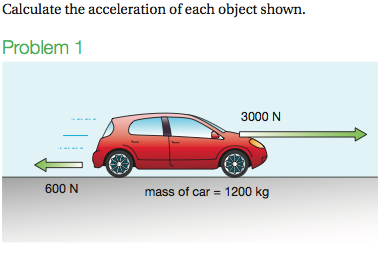 Calculate the acceleration of each object shown.
Problem 1
3000 N
600 N
mass of car = 1200 kg